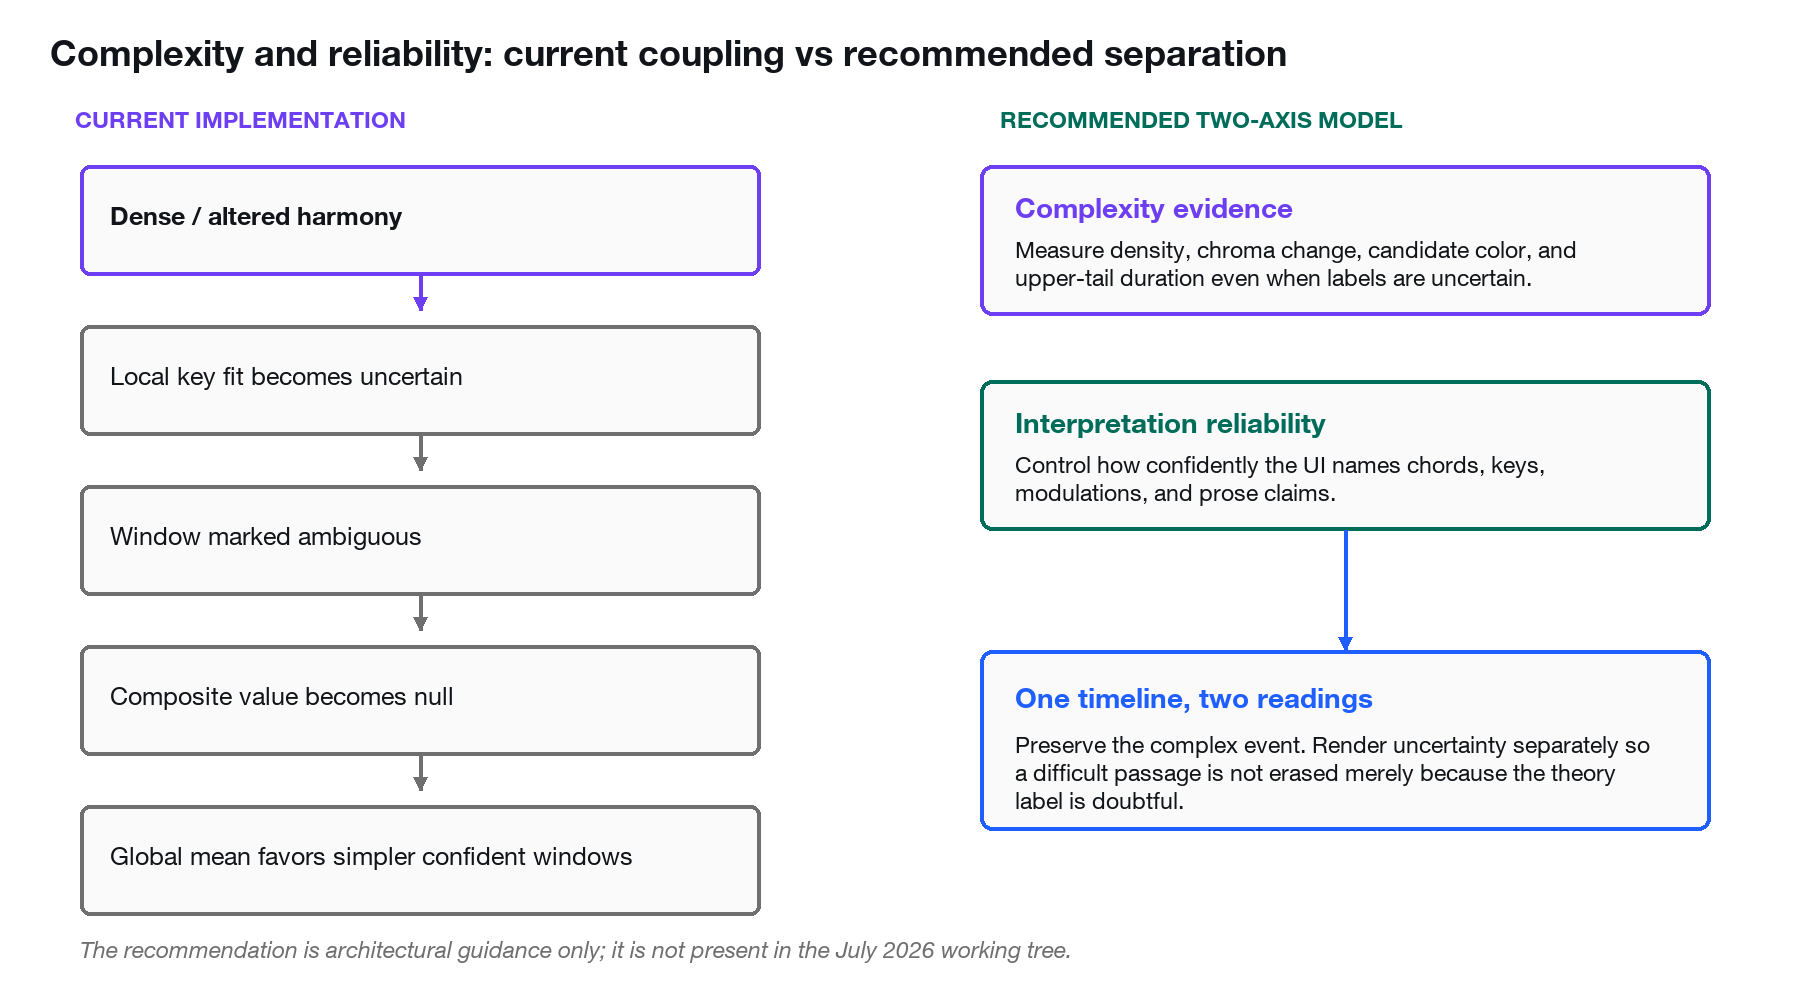 Complexity and reliability: current coupling vs recommended separation
CURRENT IMPLEMENTATION
Dense / altered harmony
Local key fit becomes uncertain
Window marked ambiguous
Composite value becomes null
Global mean favors simpler confident windows
RECOMMENDED TWO-AXIS MODEL
Complexity evidence
Measure density, chroma change, candidate color, and
upper-tail duration even when labels are uncertain.
Interpretation reliability
Control how confidently the UI names chords, keys,
modulations, and prose claims.
One timeline, two readings
Preserve the complex event. Render uncertainty separately so
a difficult passage is not erased merely because the theory
label is doubtful.
The recommendation is architectural guidance only; it is not present in the July 2026 working tree.